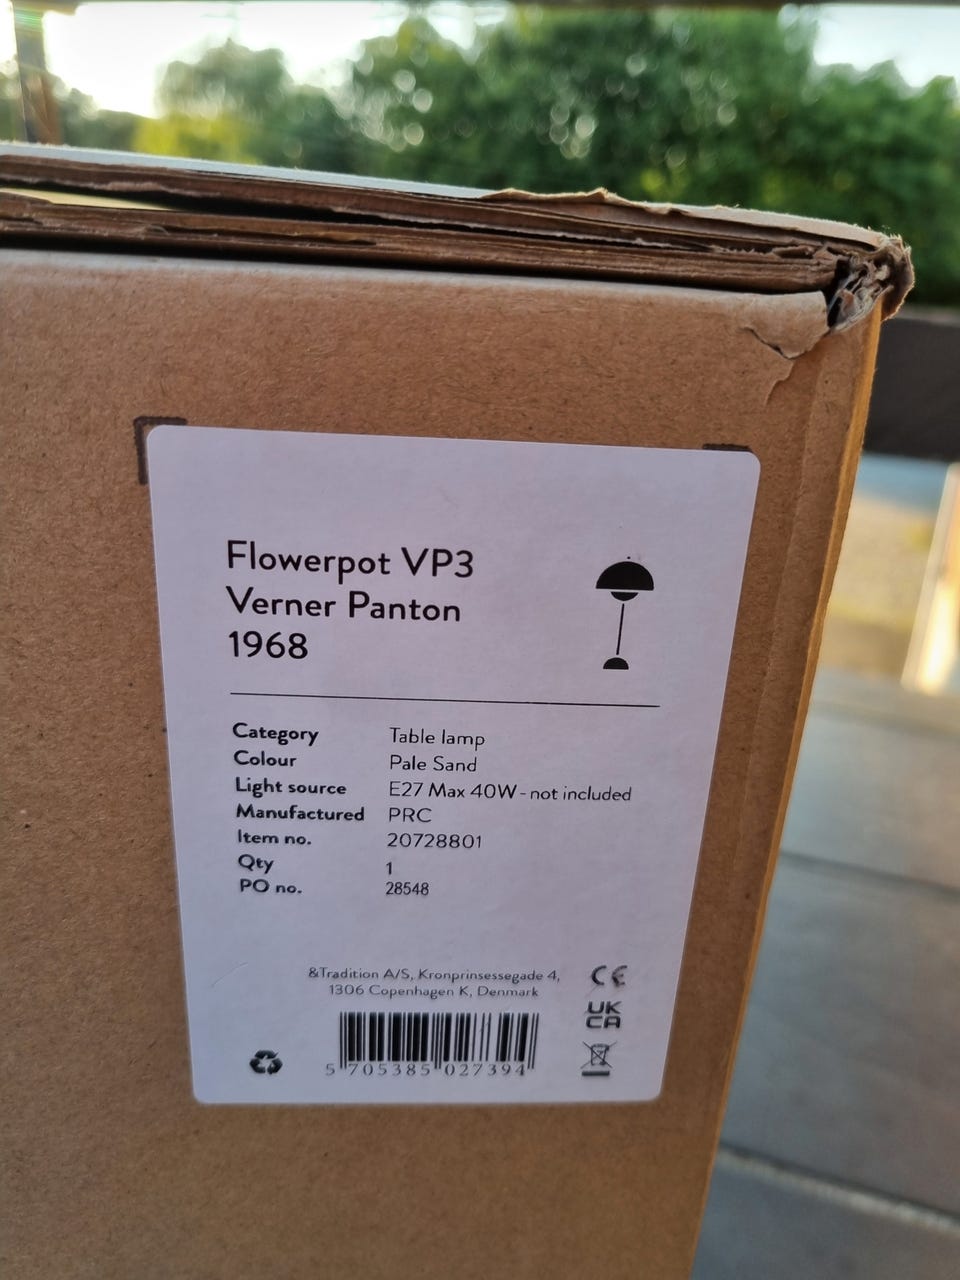 Flowerpot VP3
Verner Panton
1968
Category Table lamp
Colour Pale Sand
Light source E27 Max 40W - not included
Manufactured PRC
Item no. 20728801
Qty 1
PO no. 28548
&Tradition A/S, Kronprinsessegade 4,
1306 Copenhagen K, Denmark
CE
UK
CA
5 705385 027394